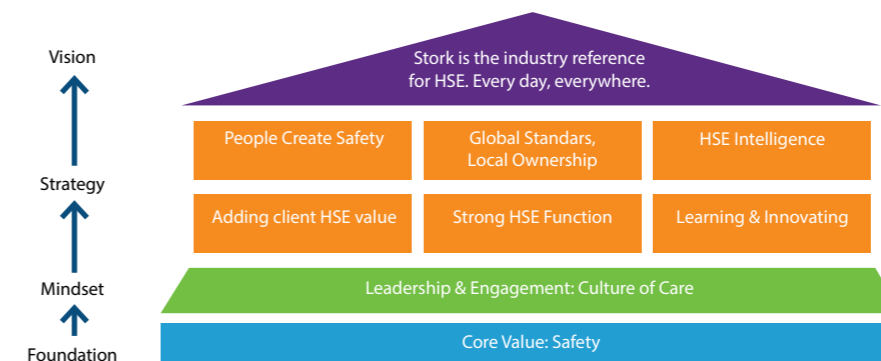 Vision
Stork is the industry reference
for HSE. Every day, everywhere.
People Create Safety
Global Standars,
Local Ownership
HSE Intelligence
Strategy
Adding client HSE value
Strong HSE Function
Learning & Innovating
Mindset
Leadership & Engagement: Culture of Care
Foundation
Core Value: Safety